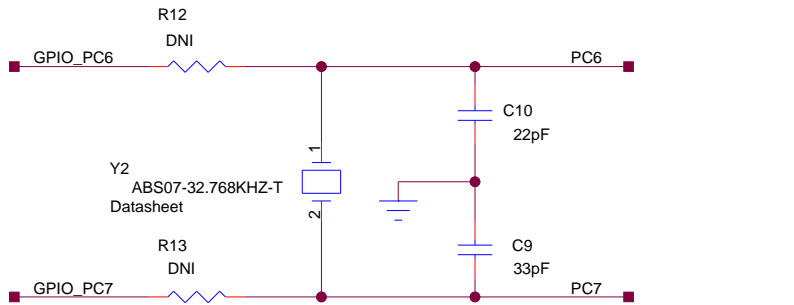 R12
DNI
GPIO_PC6
PC6
C10
22pF
1
Y2
ABS07-32.768KHZ-T
Datasheet
2
R13
DNI
C9
33pF
GPIO_PC7
PC7